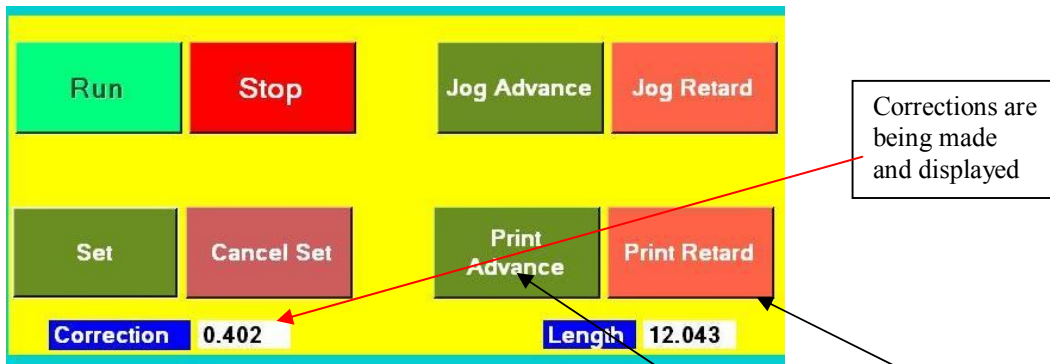 Run
Stop
Jog Advance
Jog Retard
Corrections are
being made
and displayed
Set
Cancel Set
Print
Advance
Print Retard
Correction 0.402
Length 12.043